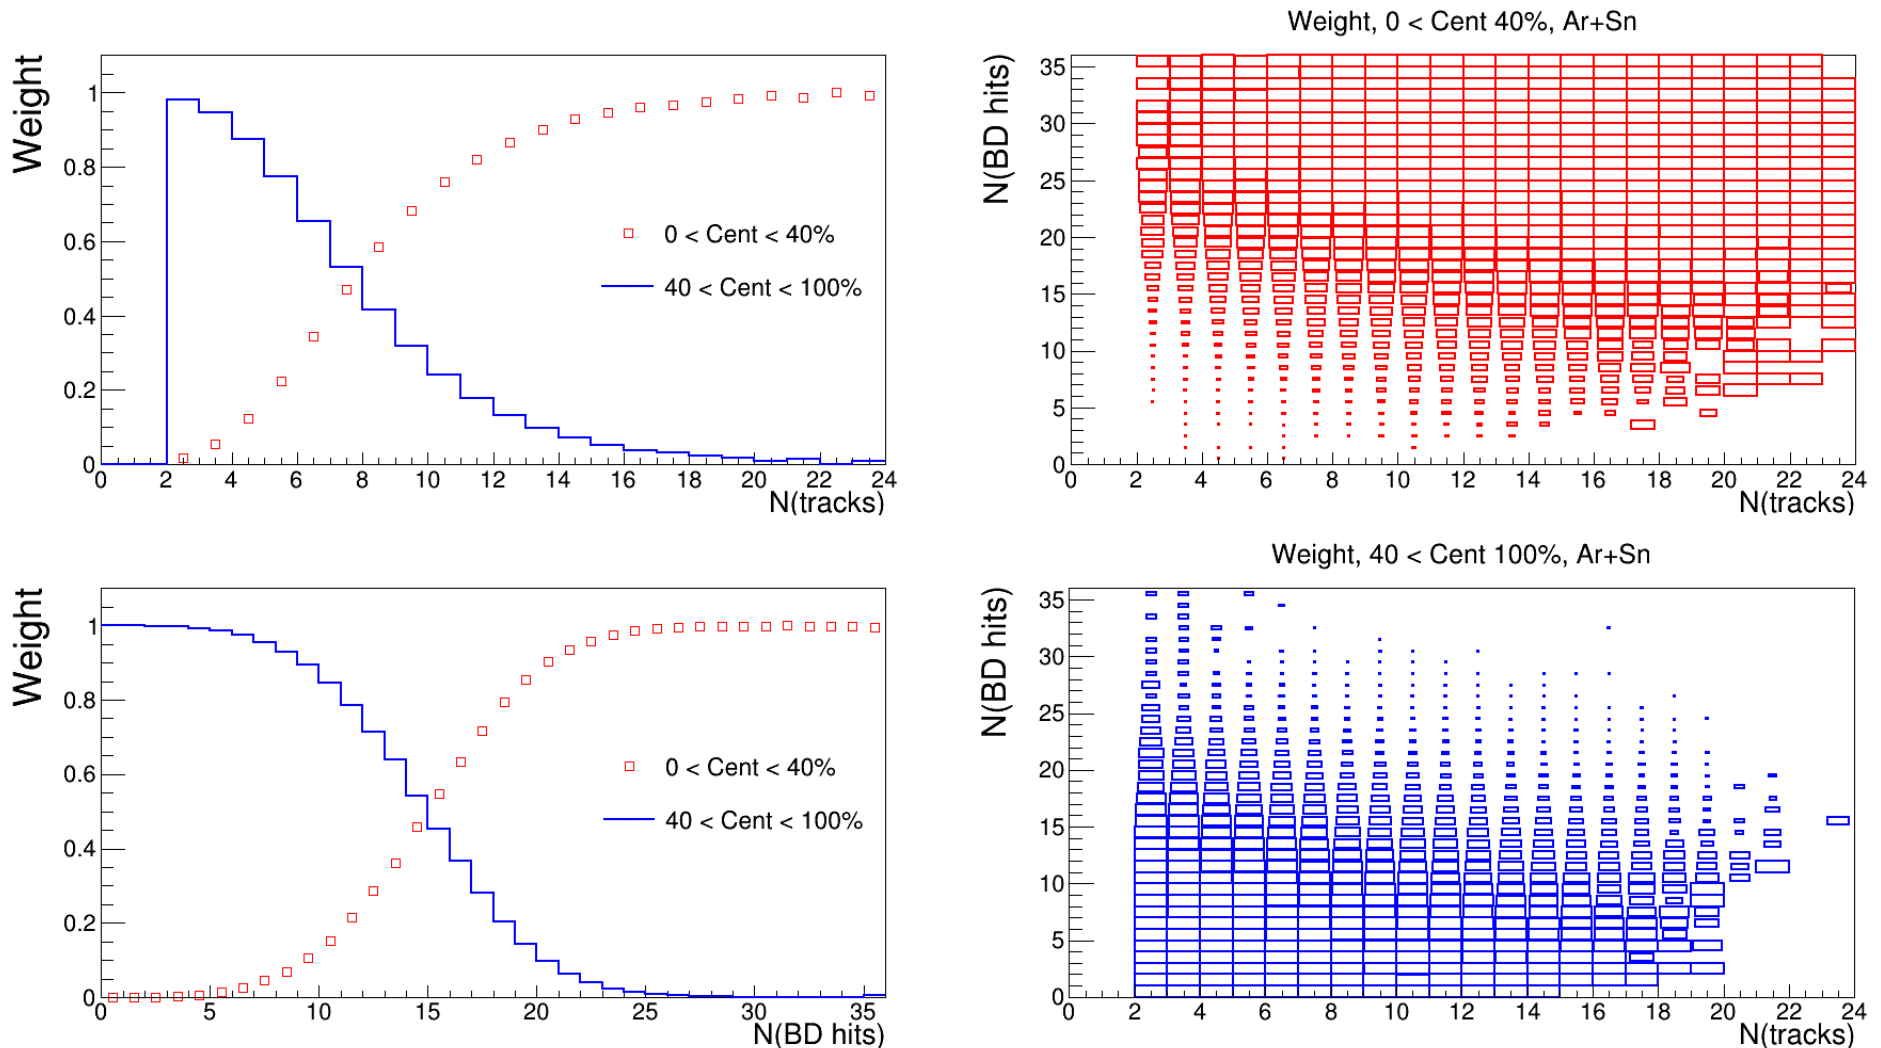 Weight
1
0.8
0.6
0.4
0.2
0
0 < Cent < 40%
40 < Cent < 100%
0 2 4 6 8 10 12 14 16 18 20 22 24
N(tracks)
Weight, 0 < Cent 40%, Ar+Sn
N(BD hits)
35
30
25
20
15
10
5
0
0 2 4 6 8 10 12 14 16 18 20 22 24
N(tracks)
Weight
1
0.8
0.6
0.4
0.2
0
0 < Cent < 40%
40 < Cent < 100%
0 5 10 15 20 25 30 35
N(BD hits)
Weight, 40 < Cent 100%, Ar+Sn
N(BD hits)
35
30
25
20
15
10
5
0
0 2 4 6 8 10 12 14 16 18 20 22 24
N(tracks)